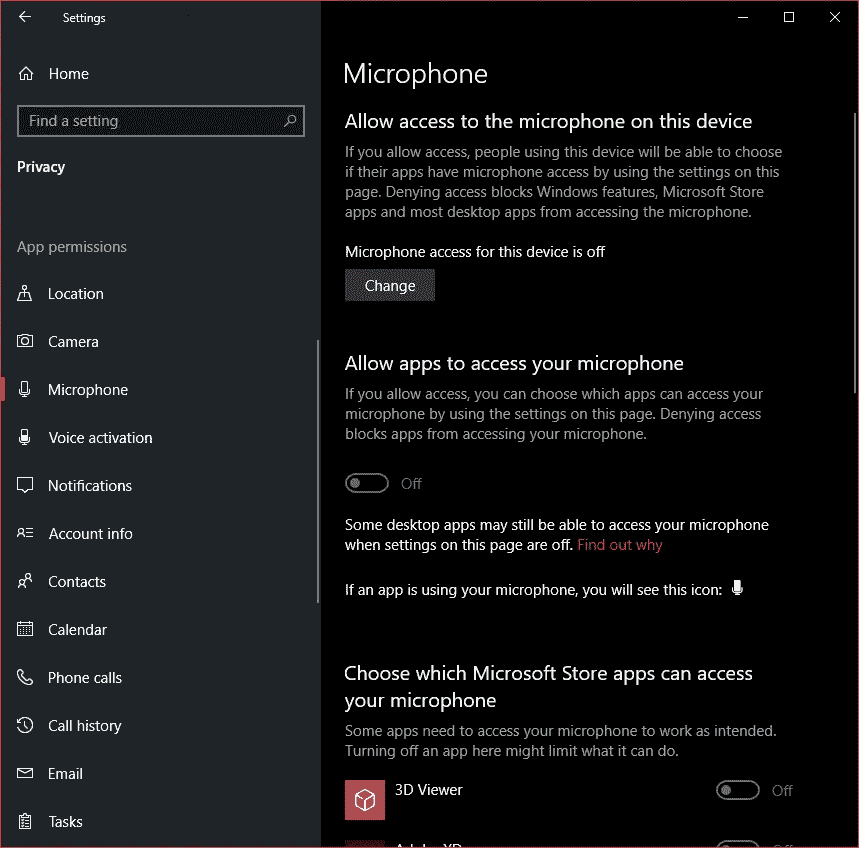 Settings
Home
Find a setting
Privacy
App permissions
Location
Camera
Microphone
Voice activation
Notifications
Account info
Contacts
Calendar
Phone calls
Call history
Email
Tasks
Microphone
Allow access to the microphone on this device
If you allow access, people using this device will be able to choose
if their apps have microphone access by using the settings on this
page. Denying access blocks Windows features, Microsoft Store
apps and most desktop apps from accessing the microphone.
Microphone access for this device is off
Change
Allow apps to access your microphone
If you allow access, you can choose which apps can access your
microphone by using the settings on this page. Denying access
blocks apps from accessing your microphone.
Off
Some desktop apps may still be able to access your microphone
when settings on this page are off. Find out why
If an app is using your microphone, you will see this icon:
Choose which Microsoft Store apps can access
your microphone
Some apps need to access your microphone to work as intended.
Turning off an app here might limit what it can do.
3D Viewer Off